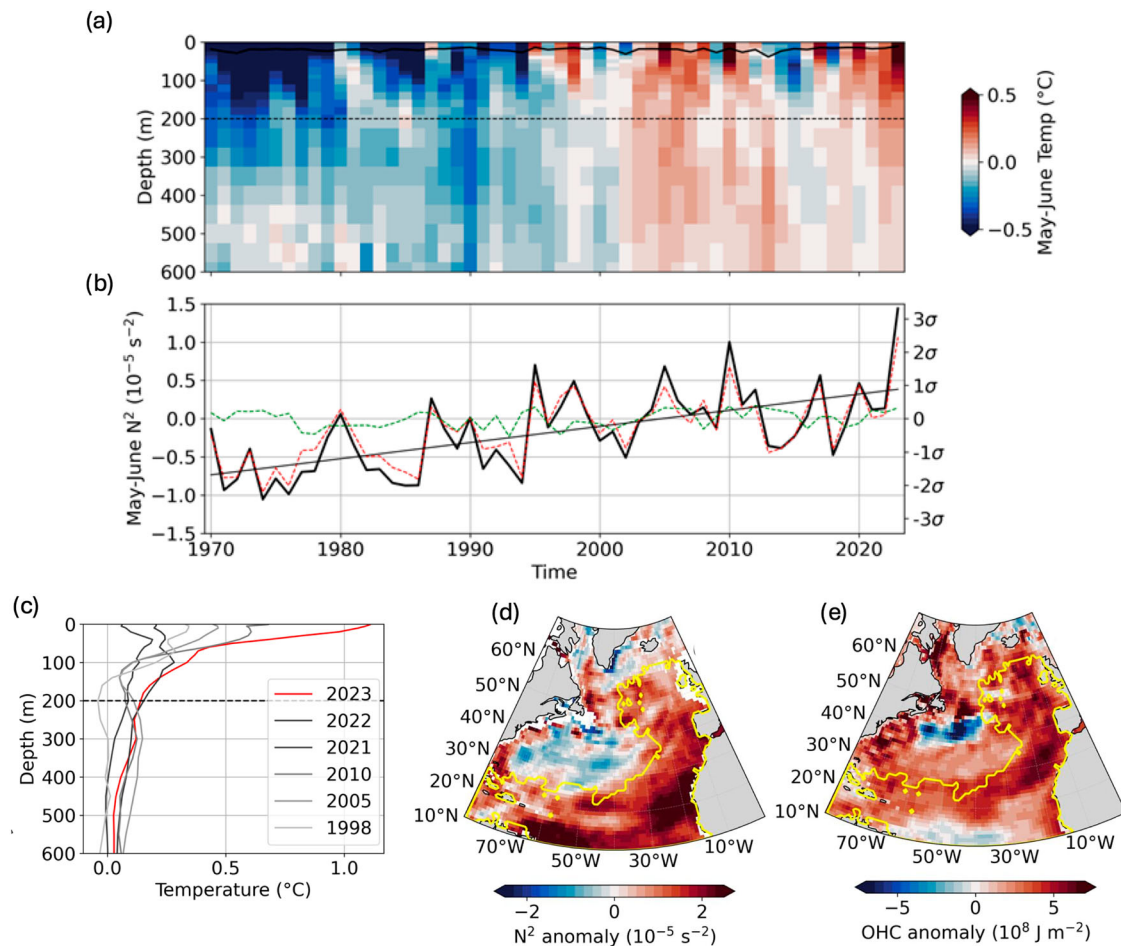 (a)
0
100
200
300
400
500
600
Depth (m)
0.5
0.0
−0.5
May-June Temp (°C)
(b)
1.5
1.0
0.5
0.0
−0.5
−1.0
−1.5
May-June N² (10⁻⁵ s⁻²)
3σ
2σ
1σ
0
-1σ
-2σ
-3σ
1970 1980 1990 2000 2010 2020
Time
(c)
0
100
200
300
400
500
600
Depth (m)
2023
2022
2021
2010
2005
1998
0.0 0.5 1.0
Temperature (°C)
(d)
60°N
50°N
40°N
30°N
20°N
10°N
70°W 50°W 30°W 10°W
−2 0 2
N² anomaly (10⁻⁵ s⁻²)
(e)
60°N
50°N
40°N
30°N
20°N
10°N
70°W 50°W 30°W 10°W
−5 0 5
OHC anomaly (10⁸ J m⁻²)